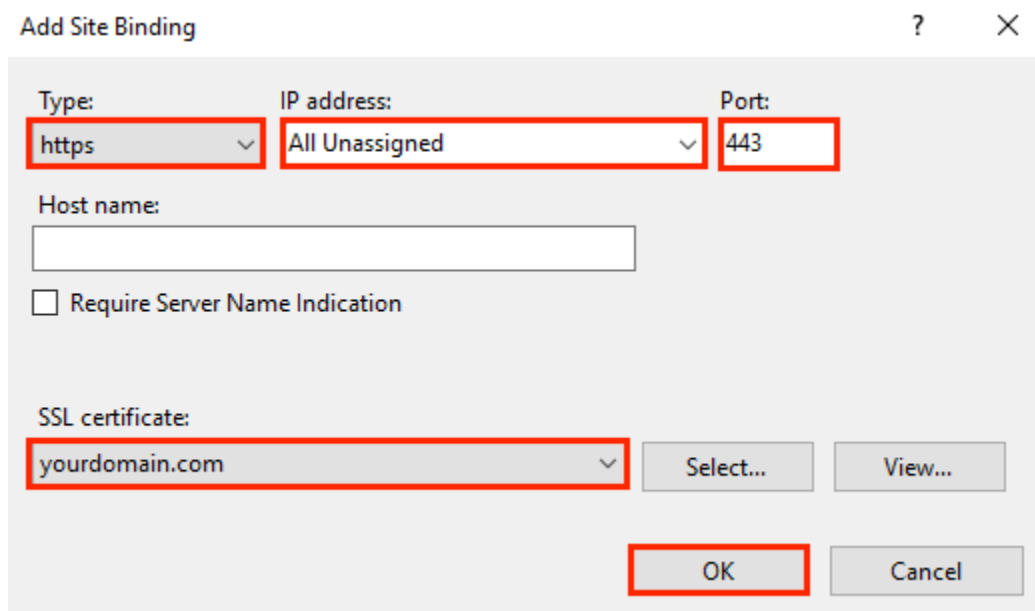 Add Site Binding ? X
Type: IP address: Port:
https All Unassigned 443
Host name:
Require Server Name Indication
SSL certificate:
yourdomain.com Select... View...
OK Cancel